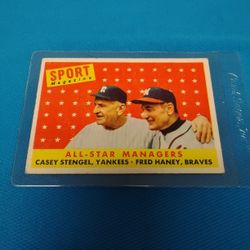 SPORT
Magazine
ALL-STAR MANAGERS
CASEY STENGEL, YANKEES - FRED HANEY, BRAVES